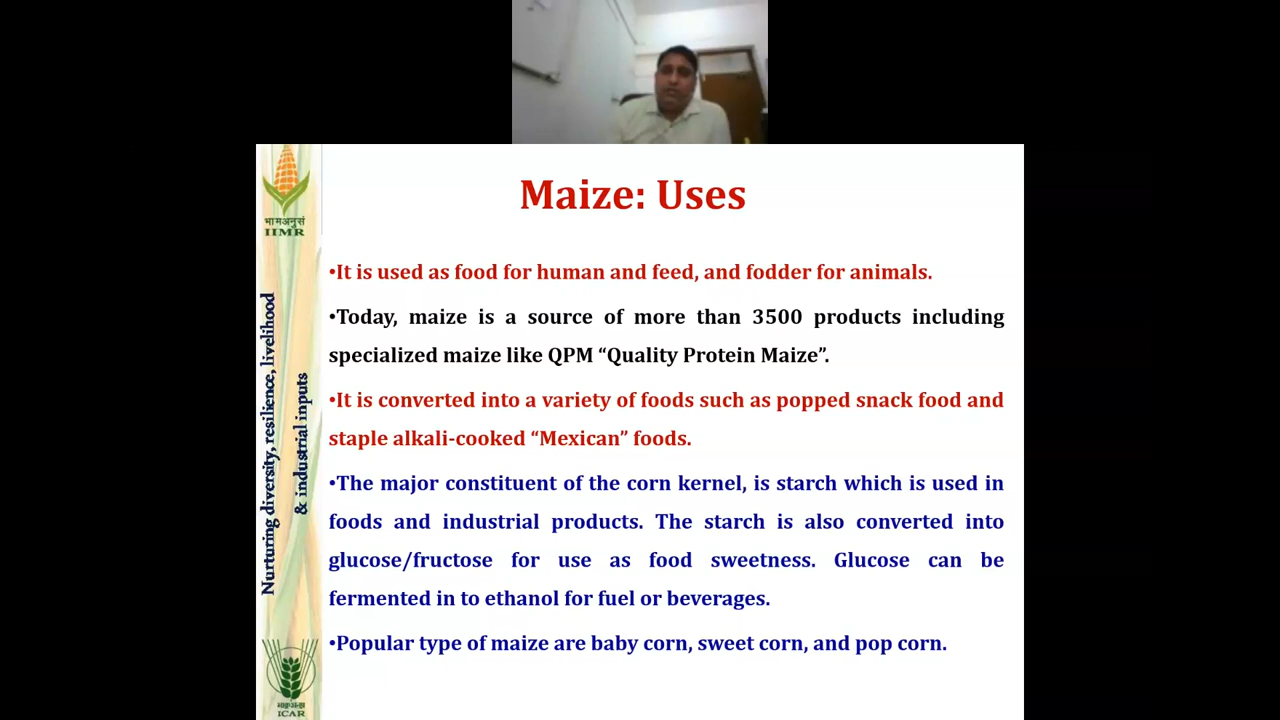 Maize: Uses
भामअनुसं
IIMR
Nurturing diversity, resilience, livelihood
& industrial inputs
•It is used as food for human and feed, and fodder for animals.
•Today, maize is a source of more than 3500 products including
specialized maize like QPM “Quality Protein Maize”.
•It is converted into a variety of foods such as popped snack food and
staple alkali-cooked “Mexican” foods.
•The major constituent of the corn kernel, is starch which is used in
foods and industrial products. The starch is also converted into
glucose/fructose for use as food sweetness. Glucose can be
fermented in to ethanol for fuel or beverages.
•Popular type of maize are baby corn, sweet corn, and pop corn.
ICAR